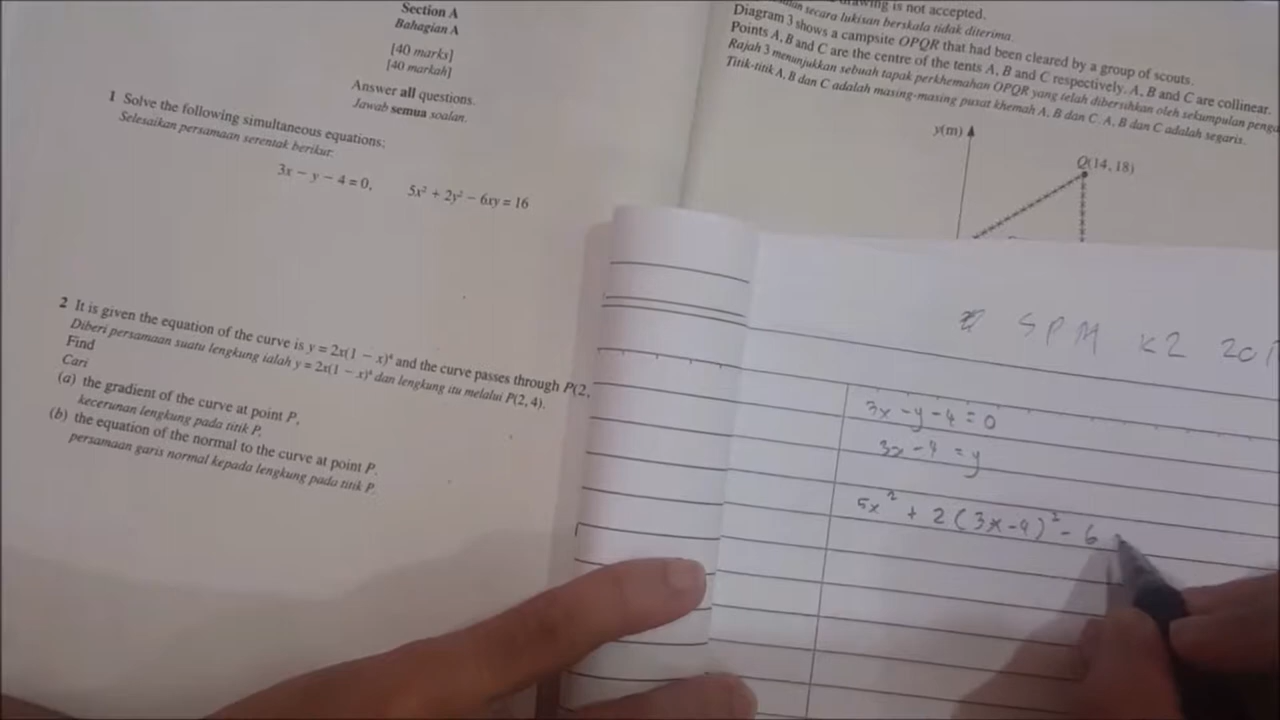 Section A
Bahagian A
[40 marks]
[40 markah]
Answer all questions.
Jawab semua soalan.
1 Solve the following simultaneous equations:
Selesaikan persamaan serentak berikut:
3x − y − 4 = 0, 5x² + 2y² − 6xy = 16
2 It is given the equation of the curve is y = 2x(1 − x)⁴ and the curve passes through P(2,
Diberi persamaan suatu lengkung ialah y = 2x(1 − x)⁴ dan lengkung itu melalui P(2, 4).
Find
Cari
(a) the gradient of the curve at point P,
kecerunan lengkung pada titik P,
(b) the equation of the normal to the curve at point P.
persamaan garis normal kepada lengkung pada titik P.
drawing is not accepted.
secara lukisan berskala tidak diterima.
Diagram 3 shows a campsite OPQR that had been cleared by a group of scouts.
Points A, B and C are the centre of the tents A, B and C respectively. A, B and C are collinear.
Rajah 3 menunjukkan sebuah tapak perkhemahan OPQR yang telah dibersihkan oleh sekumpulan
Titik-titik A, B dan C adalah masing-masing pusat khemah A, B dan C. A, B dan C adalah segaris.
y(m)
Q(14, 18)
SPM K2 201
3x - y - 4 = 0
3x - 4 = y
5x² + 2(3x-4)² - 6